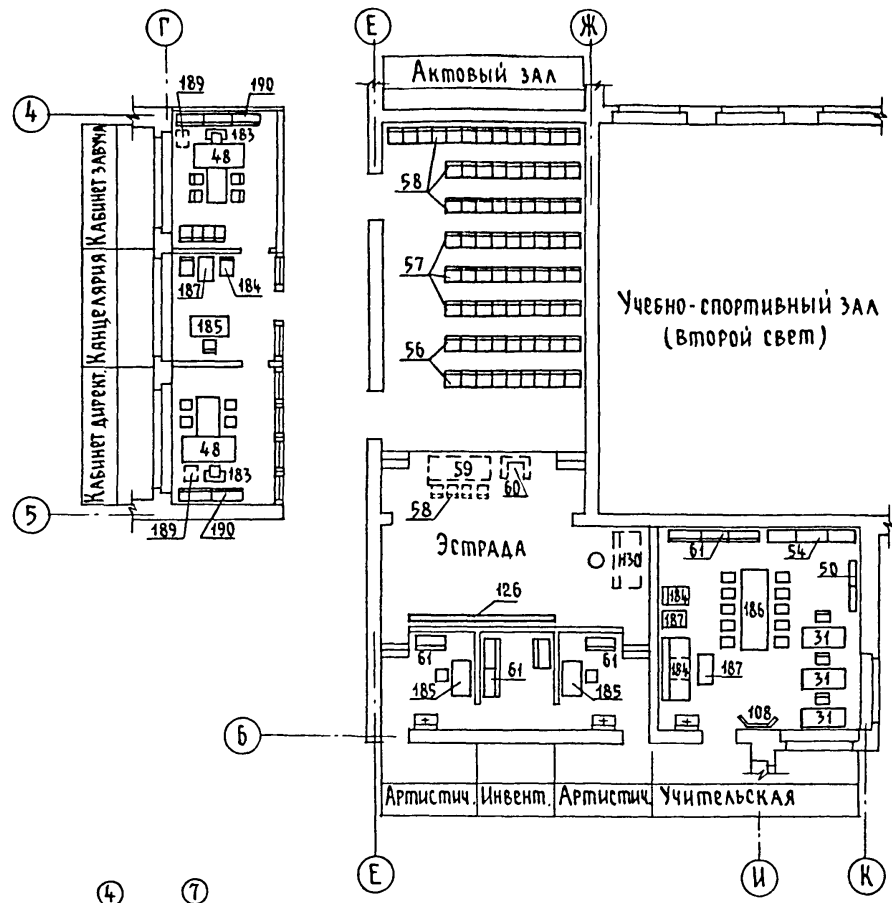 Г
Е
Ж
4
189
190
Актовый зал
183
48
Кабинет завуча
58
187
184
57
Канцелярия
185
56
Учебно-спортивный зал
(второй свет)
Кабинет директ.
48
183
59
60
58
5
189
190
Эстрада
Н30
61
54
50
126
184
186
187
31
61
61
184
187
31
185
61
185
108
31
Б
Артистич.
Инвент.
Артистич.
Учительская
Е
И
К
4
7